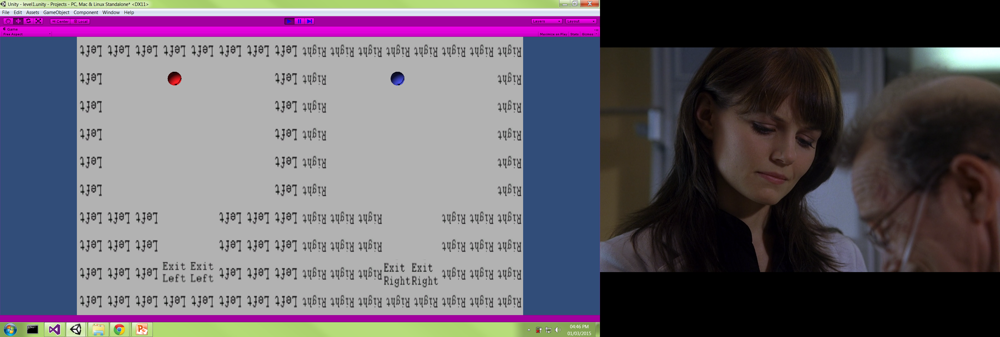 Unity - level1.unity - Projects - PC, Mac & Linux Standalone* <DX11>
File Edit Assets GameObject Component Window Help
Center Local Layers Layout
Game
Free Aspect Maximize on Play Stats Gizmos
Left Left Left Left Left Left Left Left Right Right Right Right Right Right Right Right
Left Left Right Right
Left Left Right Right
Left Left Right Right
Left Left Right Right
Left Left Right Right
Left Left Left Left Left Left Right Right Right Right Right Right
Left Left Left Left Left Left Right Right Right Right Right Right
Exit Exit Exit Exit
Left Left Left Left Left Left Left Left Right Right Right Right Right Right Right Right
Left Left Left Left Left Left Left Left Right Right Right Right Right Right Right Right
04:46 PM
01/03/2015